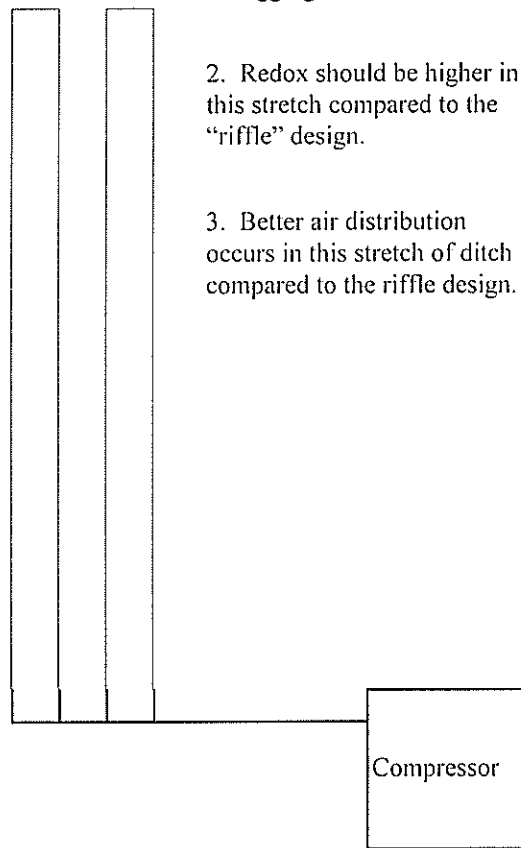 2. Redox should be higher in
this stretch compared to the
“riffle” design.
3. Better air distribution
occurs in this stretch of ditch
compared to the riffle design.
Compressor